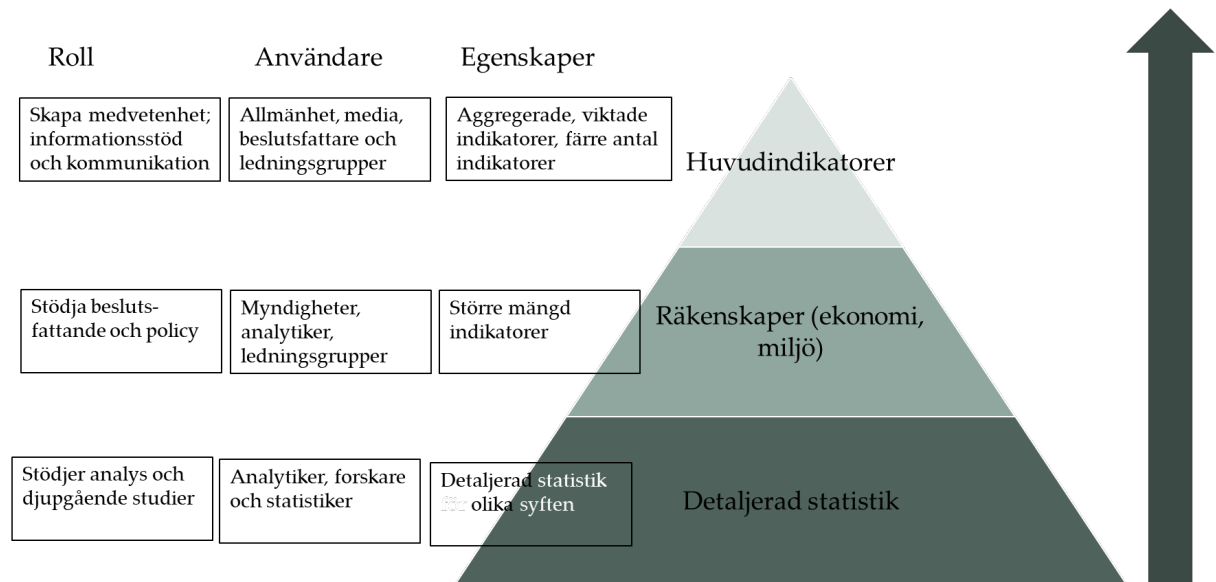 Roll
Användare
Egenskaper
Skapa medvetenhet;
informationsstöd
och kommunikation
Allmänhet, media,
beslutsfattare och
ledningsgrupper
Aggregerade, viktade
indikatorer, färre antal
indikatorer
Huvudindikatorer
Stödja besluts-
fattande och policy
Myndigheter,
analytiker,
ledningsgrupper
Större mängd
indikatorer
Räkenskaper (ekonomi,
miljö)
Stödjer analys och
djupgående studier
Analytiker, forskare
och statistiker
Detaljerad statistik
för olika syften
Detaljerad statistik